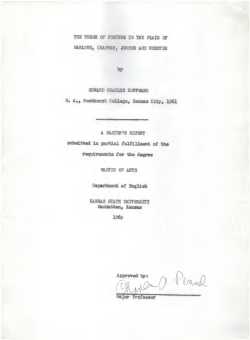 THE THEME OF FORTUNE IN THE PLAYS OF
MARLOWE, CHAPMAN, JONSON AND WEBSTER
by
EDWARD CHARLES HOFFMANS
B. A., Rockhurst College, Kansas City, 1961
A MASTER'S REPORT
submitted in partial fulfillment of the
requirements for the degree
MASTER OF ARTS
Department of English
KANSAS STATE UNIVERSITY
Manhattan, Kansas
Approved by:
Major Professor